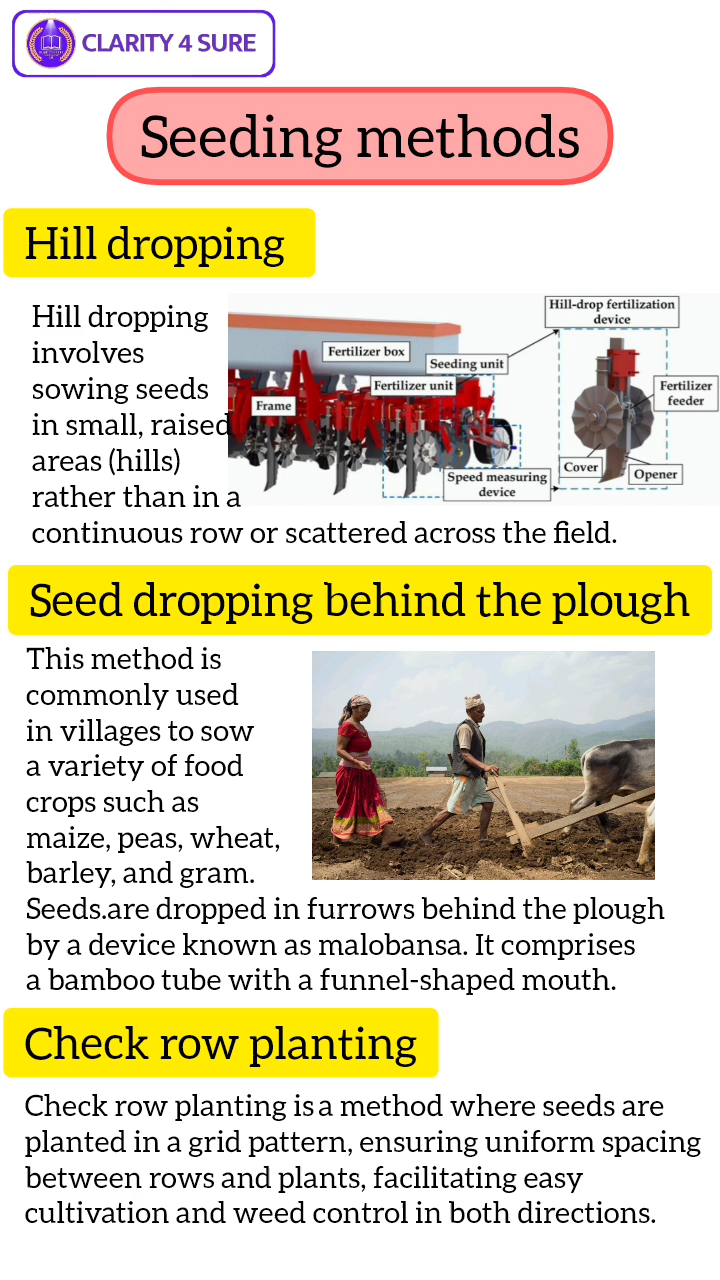 CLARITY 4 SURE
Seeding methods
Hill dropping
Hill dropping
involves
sowing seeds
in small, raised
areas (hills)
rather than in a
continuous row or scattered across the field.
Hill-drop fertilization
device
Fertilizer box
Seeding unit
Fertilizer unit
Fertilizer
feeder
Frame
Cover
Opener
Speed measuring
device
Seed dropping behind the plough
This method is
commonly used
in villages to sow
a variety of food
crops such as
maize, peas, wheat,
barley, and gram.
Seeds.are dropped in furrows behind the plough
by a device known as malobansa. It comprises
a bamboo tube with a funnel-shaped mouth.
Check row planting
Check row planting is a method where seeds are
planted in a grid pattern, ensuring uniform spacing
between rows and plants, facilitating easy
cultivation and weed control in both directions.